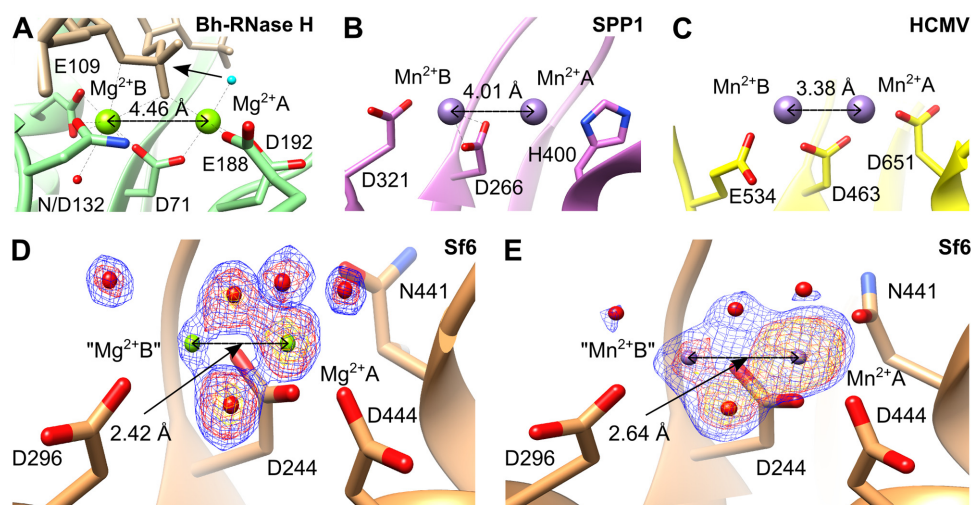 A
Bh-RNase H
E109
Mg²⁺B
4.46 Å
Mg²⁺A
D192
E188
N/D132
D71
B
SPP1
Mn²⁺B
Mn²⁺A
4.01 Å
H400
D321
D266
C
HCMV
Mn²⁺B
Mn²⁺A
3.38 Å
D651
E534
D463
D
Sf6
N441
"Mg²⁺B"
Mg²⁺A
D444
2.42 Å
D296
D244
E
Sf6
N441
"Mn²⁺B"
Mn²⁺A
D444
2.64 Å
D296
D244